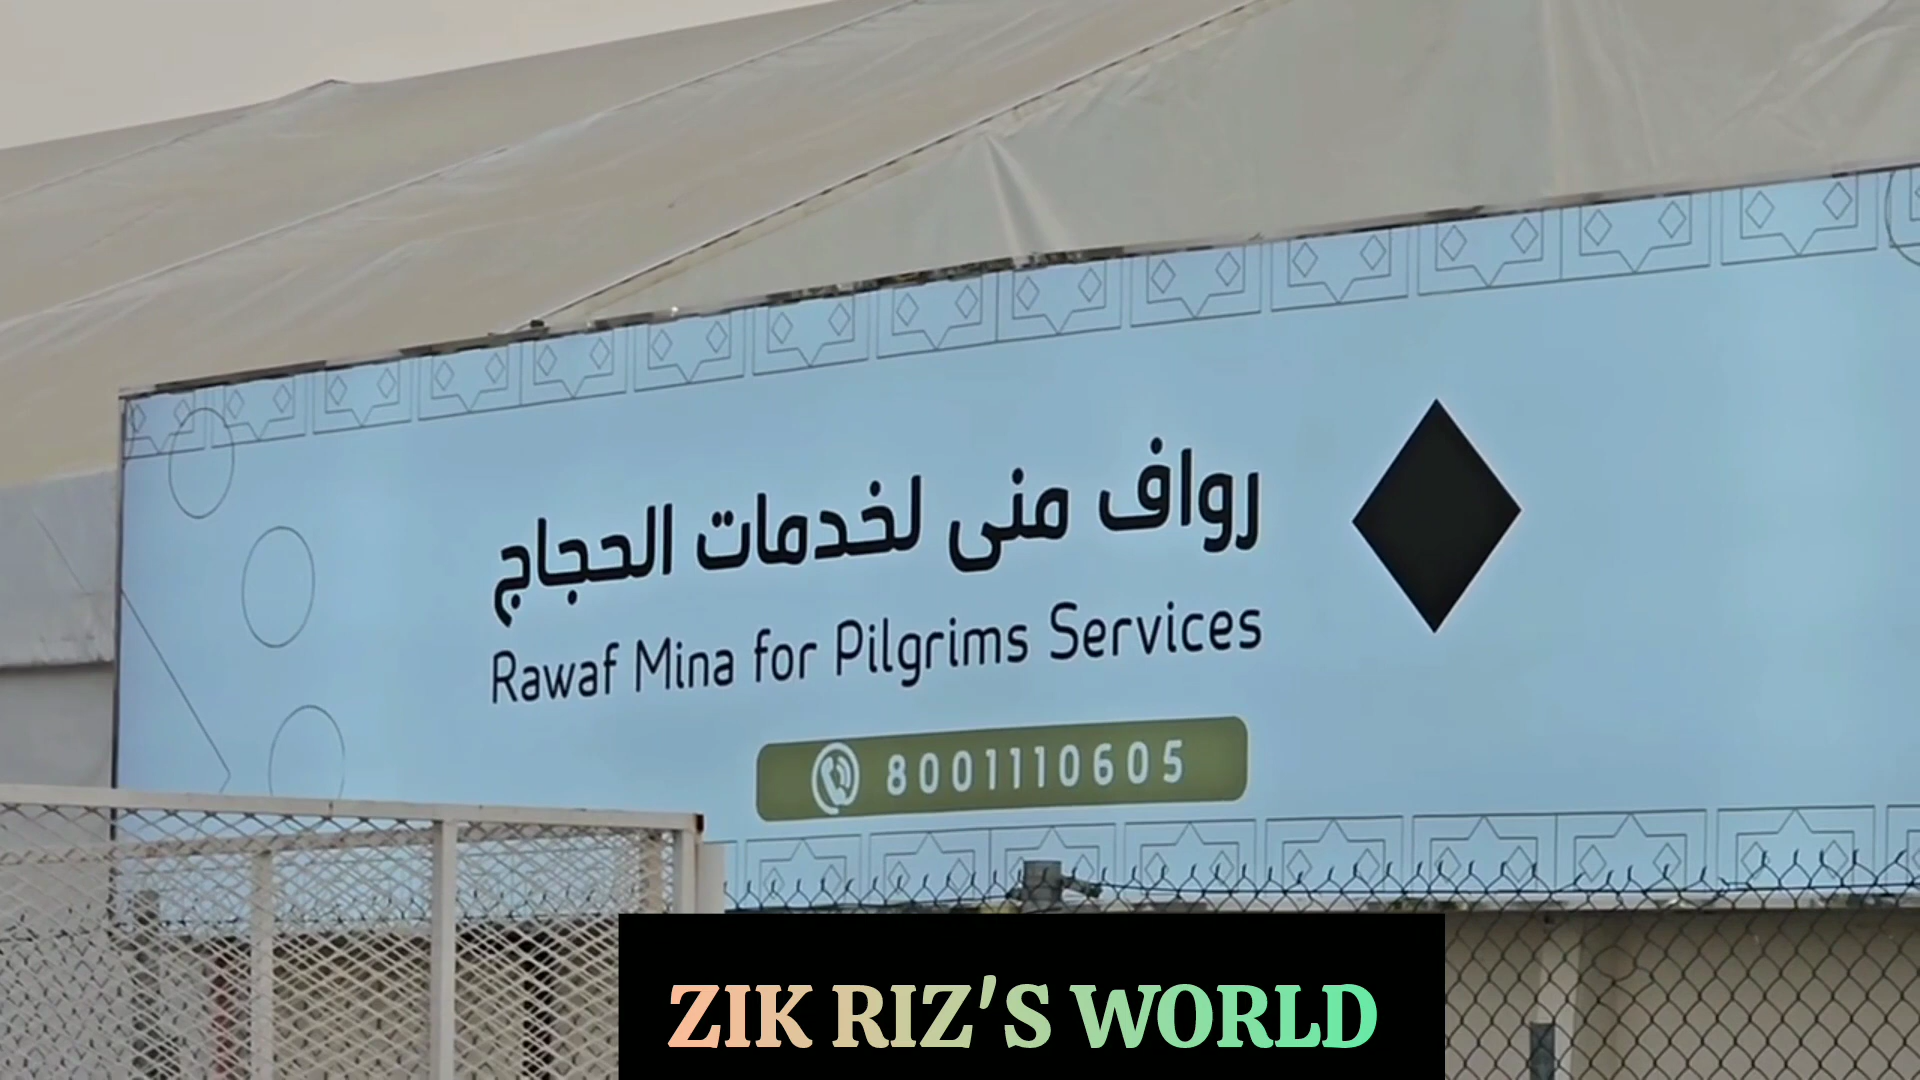 رواف منى لخدمات الحجاج
Rawaf Mina for Pilgrims Services
8001110605
ZIK RIZ'S WORLD